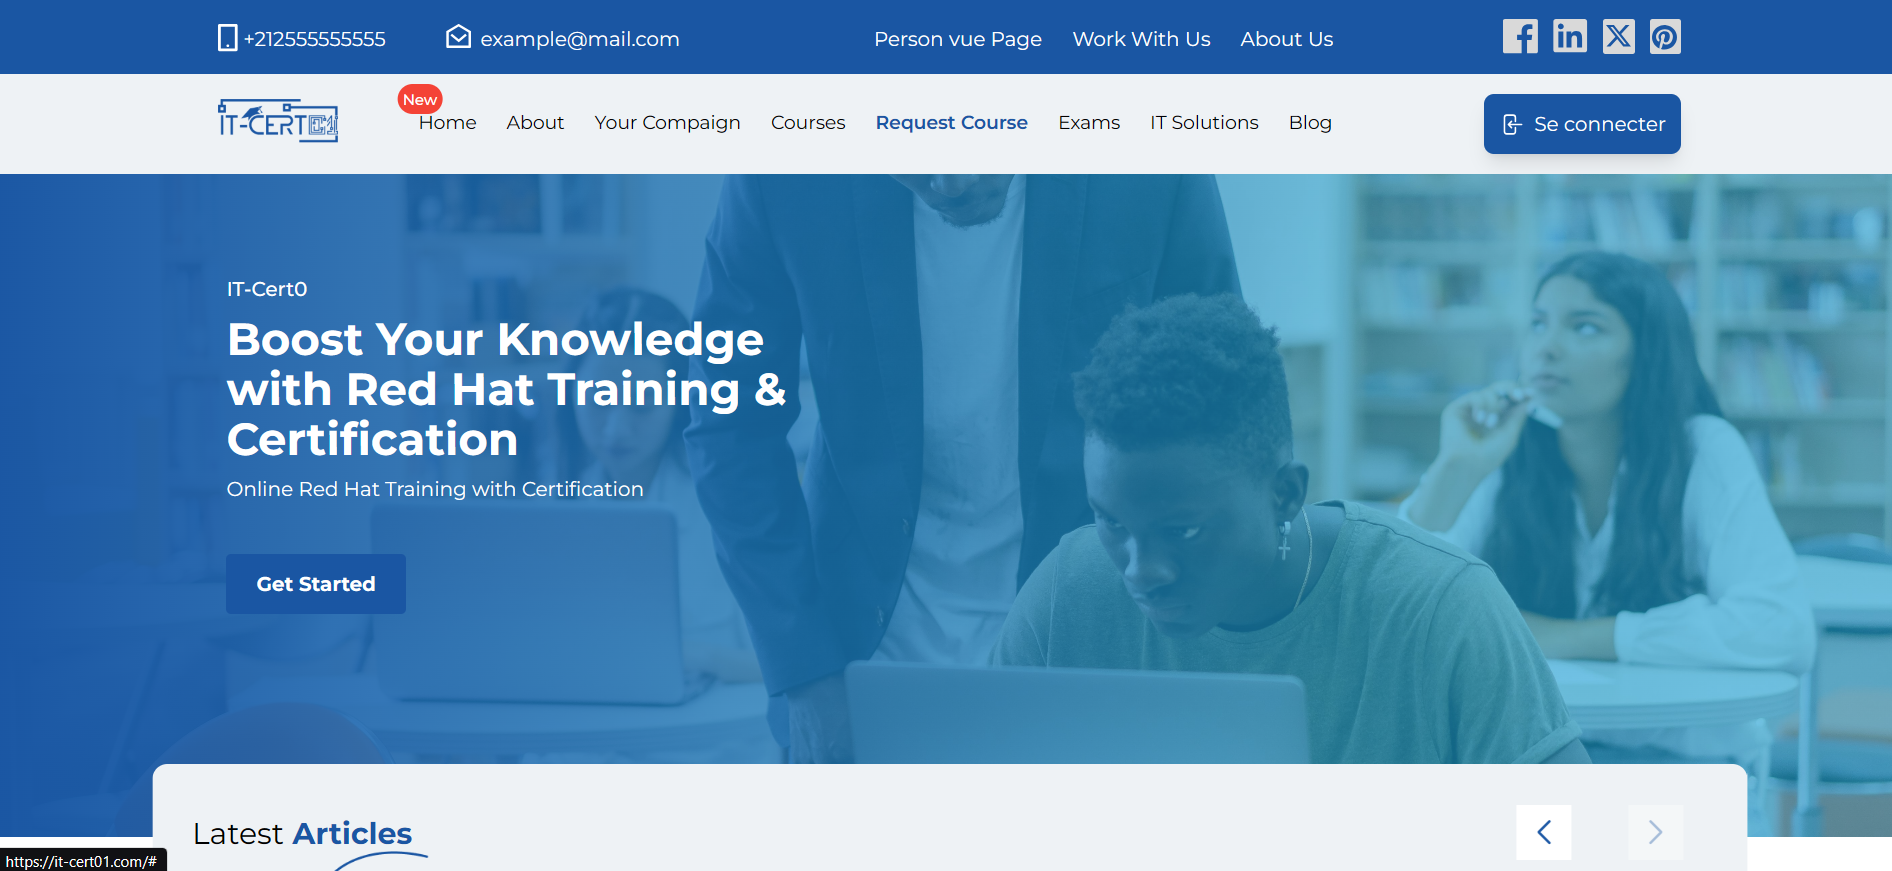 +212555555555
example@mail.com
Person vue Page
Work With Us
About Us
IT-CERT01
New
Home
About
Your Compaign
Courses
Request Course
Exams
IT Solutions
Blog
Se connecter
IT-Cert0
Boost Your Knowledge
with Red Hat Training &
Certification
Online Red Hat Training with Certification
Get Started
Latest Articles
https://it-cert01.com/#